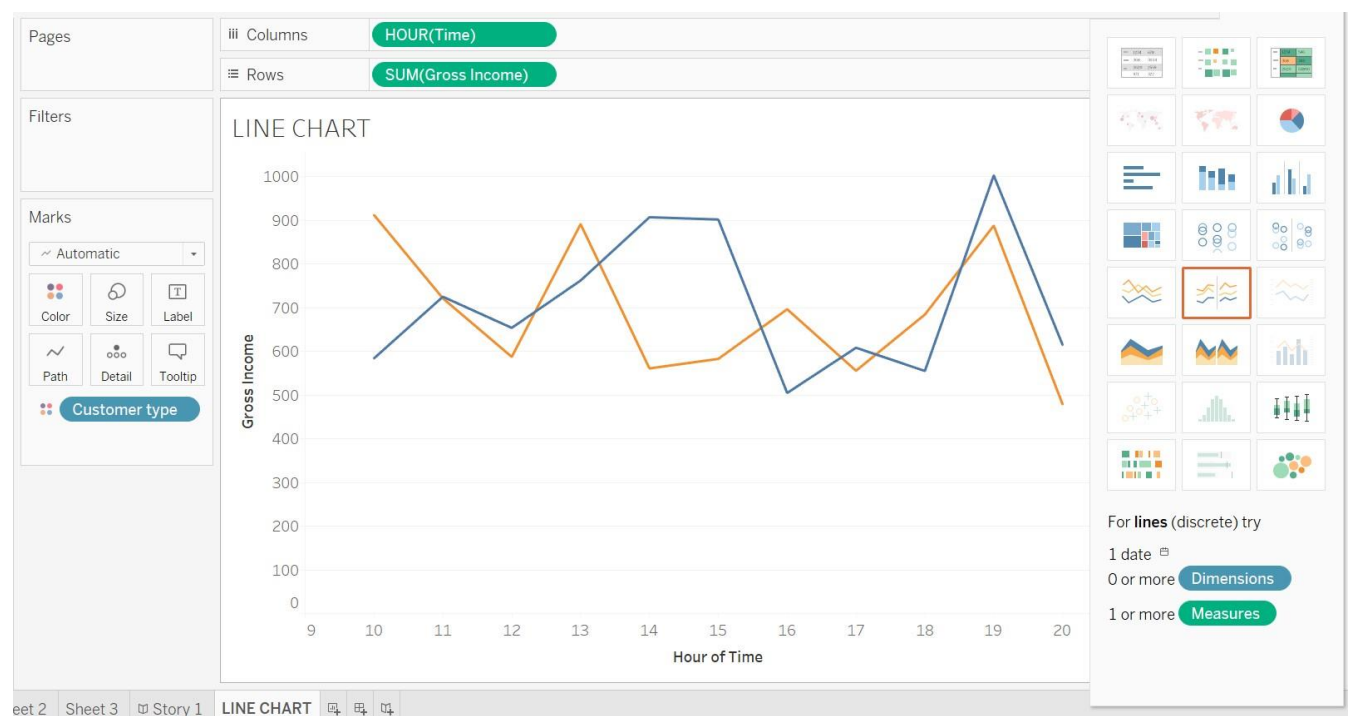 Pages
Columns
HOUR(Time)
Rows
SUM(Gross Income)
Filters
Marks
Automatic
Color
Size
Label
Path
Detail
Tooltip
Customer type
LINE CHART
1000
900
800
700
600
500
400
300
200
100
0
Gross Income
9 10 11 12 13 14 15 16 17 18 19 20
Hour of Time
For lines (discrete) try
1 date
0 or more Dimensions
1 or more Measures
eet 2 Sheet 3 Story 1 LINE CHART